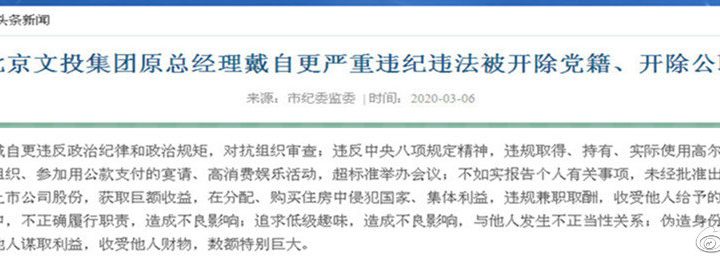 头条新闻
北京文投集团原总经理戴自更严重违纪违法被开除党籍、开除公职
来源：市纪委监委 | 时间：2020-03-06
戴自更违反政治纪律和政治规矩，对抗组织审查；违反中央八项规定精神，违规取得、持有、实际使用高尔
组织、参加用公款支付的宴请、高消费娱乐活动，超标准举办会议；不如实报告个人有关事项，未经批准出
上市公司股份，获取巨额收益，在分配、购买住房中侵犯国家、集体利益，违规兼职取酬，收受他人给予的
中，不正确履行职责，造成不良影响；追求低级趣味，造成不良影响，与他人发生不正当性关系；伪造身份
他人谋取利益，收受他人财物，数额特别巨大。